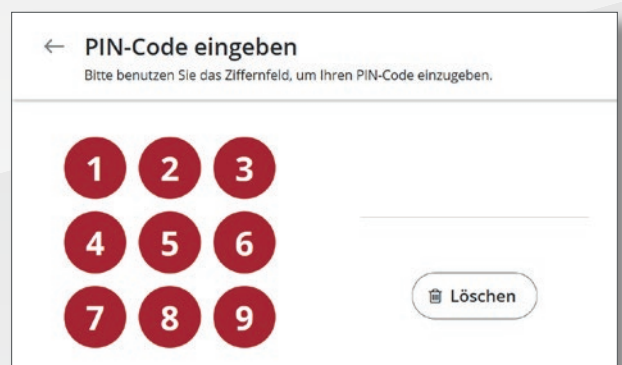 PIN-Code eingeben
Bitte benutzen Sie das Ziffernfeld, um Ihren PIN-Code einzugeben.
1 2 3
4 5 6
7 8 9
Löschen